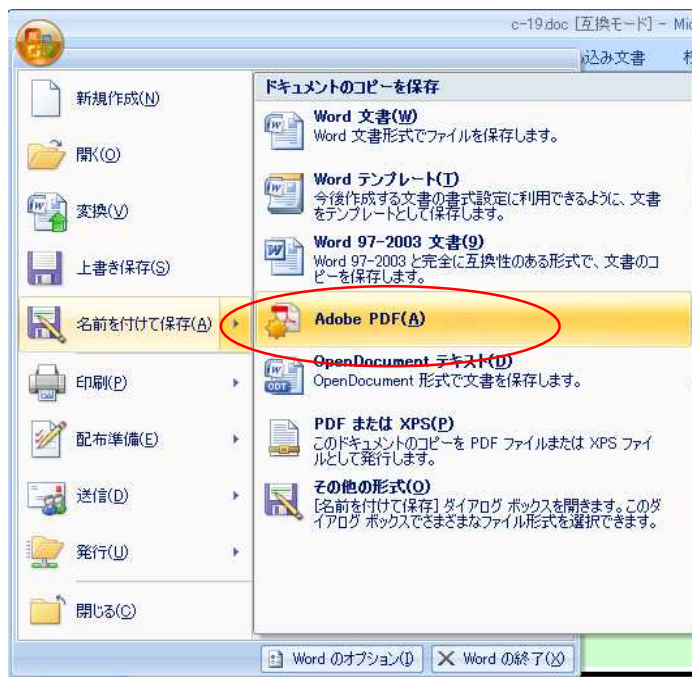 c-19.doc [互換モード] - Mic
込み文書
新規作成(N)
開く(O)
変換(V)
上書き保存(S)
名前を付けて保存(A)
印刷(P)
配布準備(E)
送信(D)
発行(U)
閉じる(C)
ドキュメントのコピーを保存
Word 文書(W)
Word 文書形式でファイルを保存します。
Word テンプレート(T)
今後作成する文書の書式設定に利用できるように、文書
をテンプレートとして保存します。
Word 97-2003 文書(9)
Word 97-2003 と完全に互換性のある形式で、文書のコ
ピーを保存します。
Adobe PDF(A)
OpenDocument テキスト(D)
OpenDocument 形式で文書を保存します。
PDF または XPS(P)
このドキュメントのコピーを PDF ファイルまたは XPS ファイ
ルとして発行します。
その他の形式(O)
[名前を付けて保存] ダイアログ ボックスを開きます。このダ
イアログ ボックスでさまざまなファイル形式を選択できます。
Word のオプション(I)
Word の終了(X)